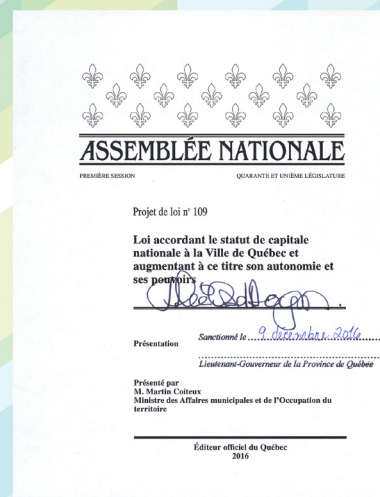 ASSEMBLÉE NATIONALE
PREMIÈRE SESSION QUARANTE ET UNIÈME LÉGISLATURE
Projet de loi n° 109
Loi accordant le statut de capitale
nationale à la Ville de Québec et
augmentant à ce titre son autonomie et
ses pouvoirs
Sanctionné le 9 décembre 2016
Présentation
Lieutenant-Gouverneur de la Province de Québec
Présenté par
M. Martin Coiteux
Ministre des Affaires municipales et de l'Occupation du
territoire
Éditeur officiel du Québec
2016